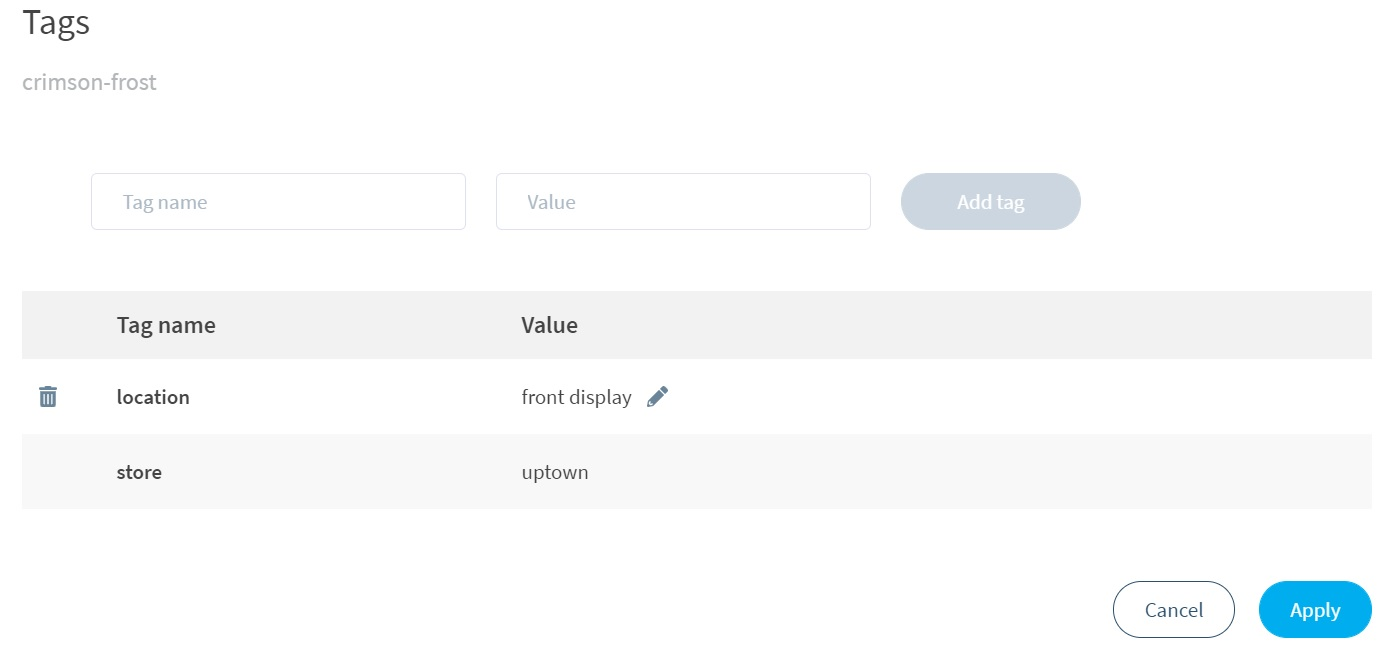 Tags
crimson-frost
Tag name Value Add tag
Tag name Value
location front display
store uptown
Cancel Apply